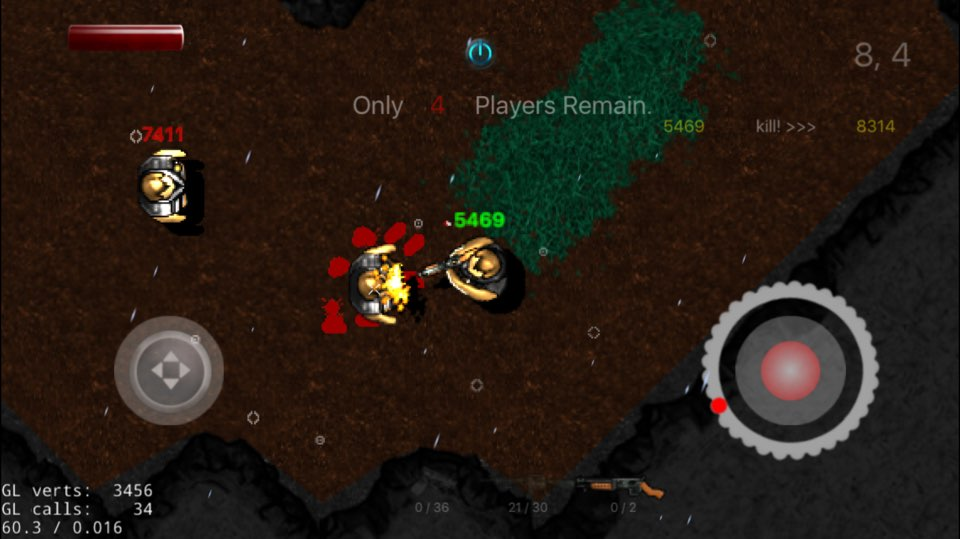 8, 4
Only 4 Players Remain.
5469 kill! >>> 8314
7411
5469
GL verts: 3456
GL calls: 34
60.3 / 0.016
0 / 36 21 / 30 0 / 2